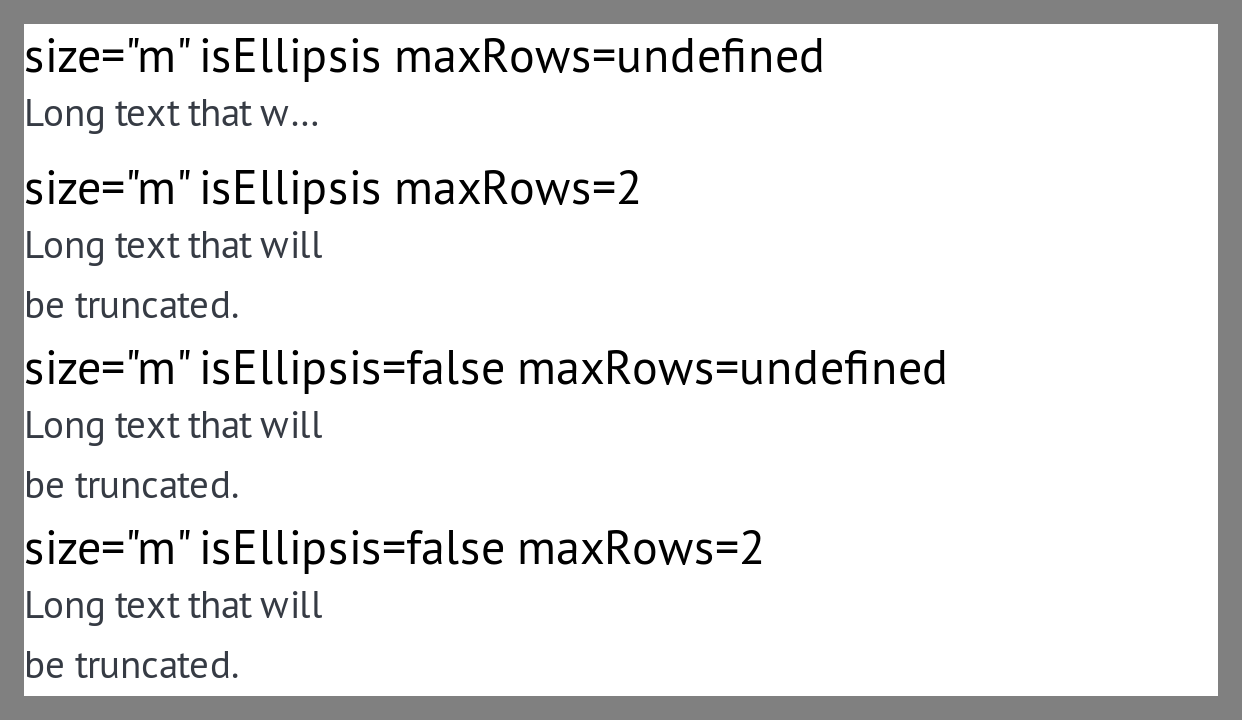 size="m" isEllipsis maxRows=undefined
Long text that w…
size="m" isEllipsis maxRows=2
Long text that will
be truncated.
size="m" isEllipsis=false maxRows=undefined
Long text that will
be truncated.
size="m" isEllipsis=false maxRows=2
Long text that will
be truncated.